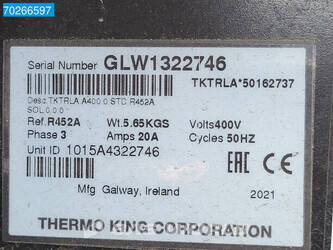 70266597
Serial Number GLW1322746
TKTRLA*50162737
Desc.TKTRLA A400.0 STD R452A
SOL.0.0.0
Ref.R452A Wt.5.65KGS Volts400V
Phase 3 Amps 20A Cycles 50HZ
Unit ID 1015A4322746
EAC CE
Mfg Galway, Ireland 2021
THERMO KING CORPORATION